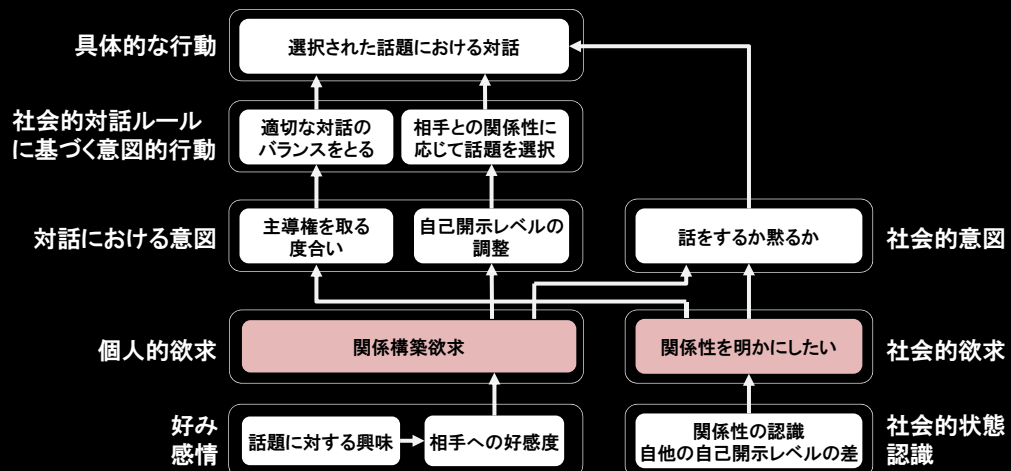 具体的な行動
選択された話題における対話
社会的対話ルール
に基づく意図的行動
適切な対話の
バランスをとる
相手との関係性に
応じて話題を選択
対話における意図
主導権を取る
度合い
自己開示レベルの
調整
話をするか黙るか
社会的意図
個人的欲求
関係構築欲求
関係性を明かにしたい
社会的欲求
好み
感情
話題に対する興味
相手への好感度
関係性の認識
自他の自己開示レベルの差
社会的状態
認識